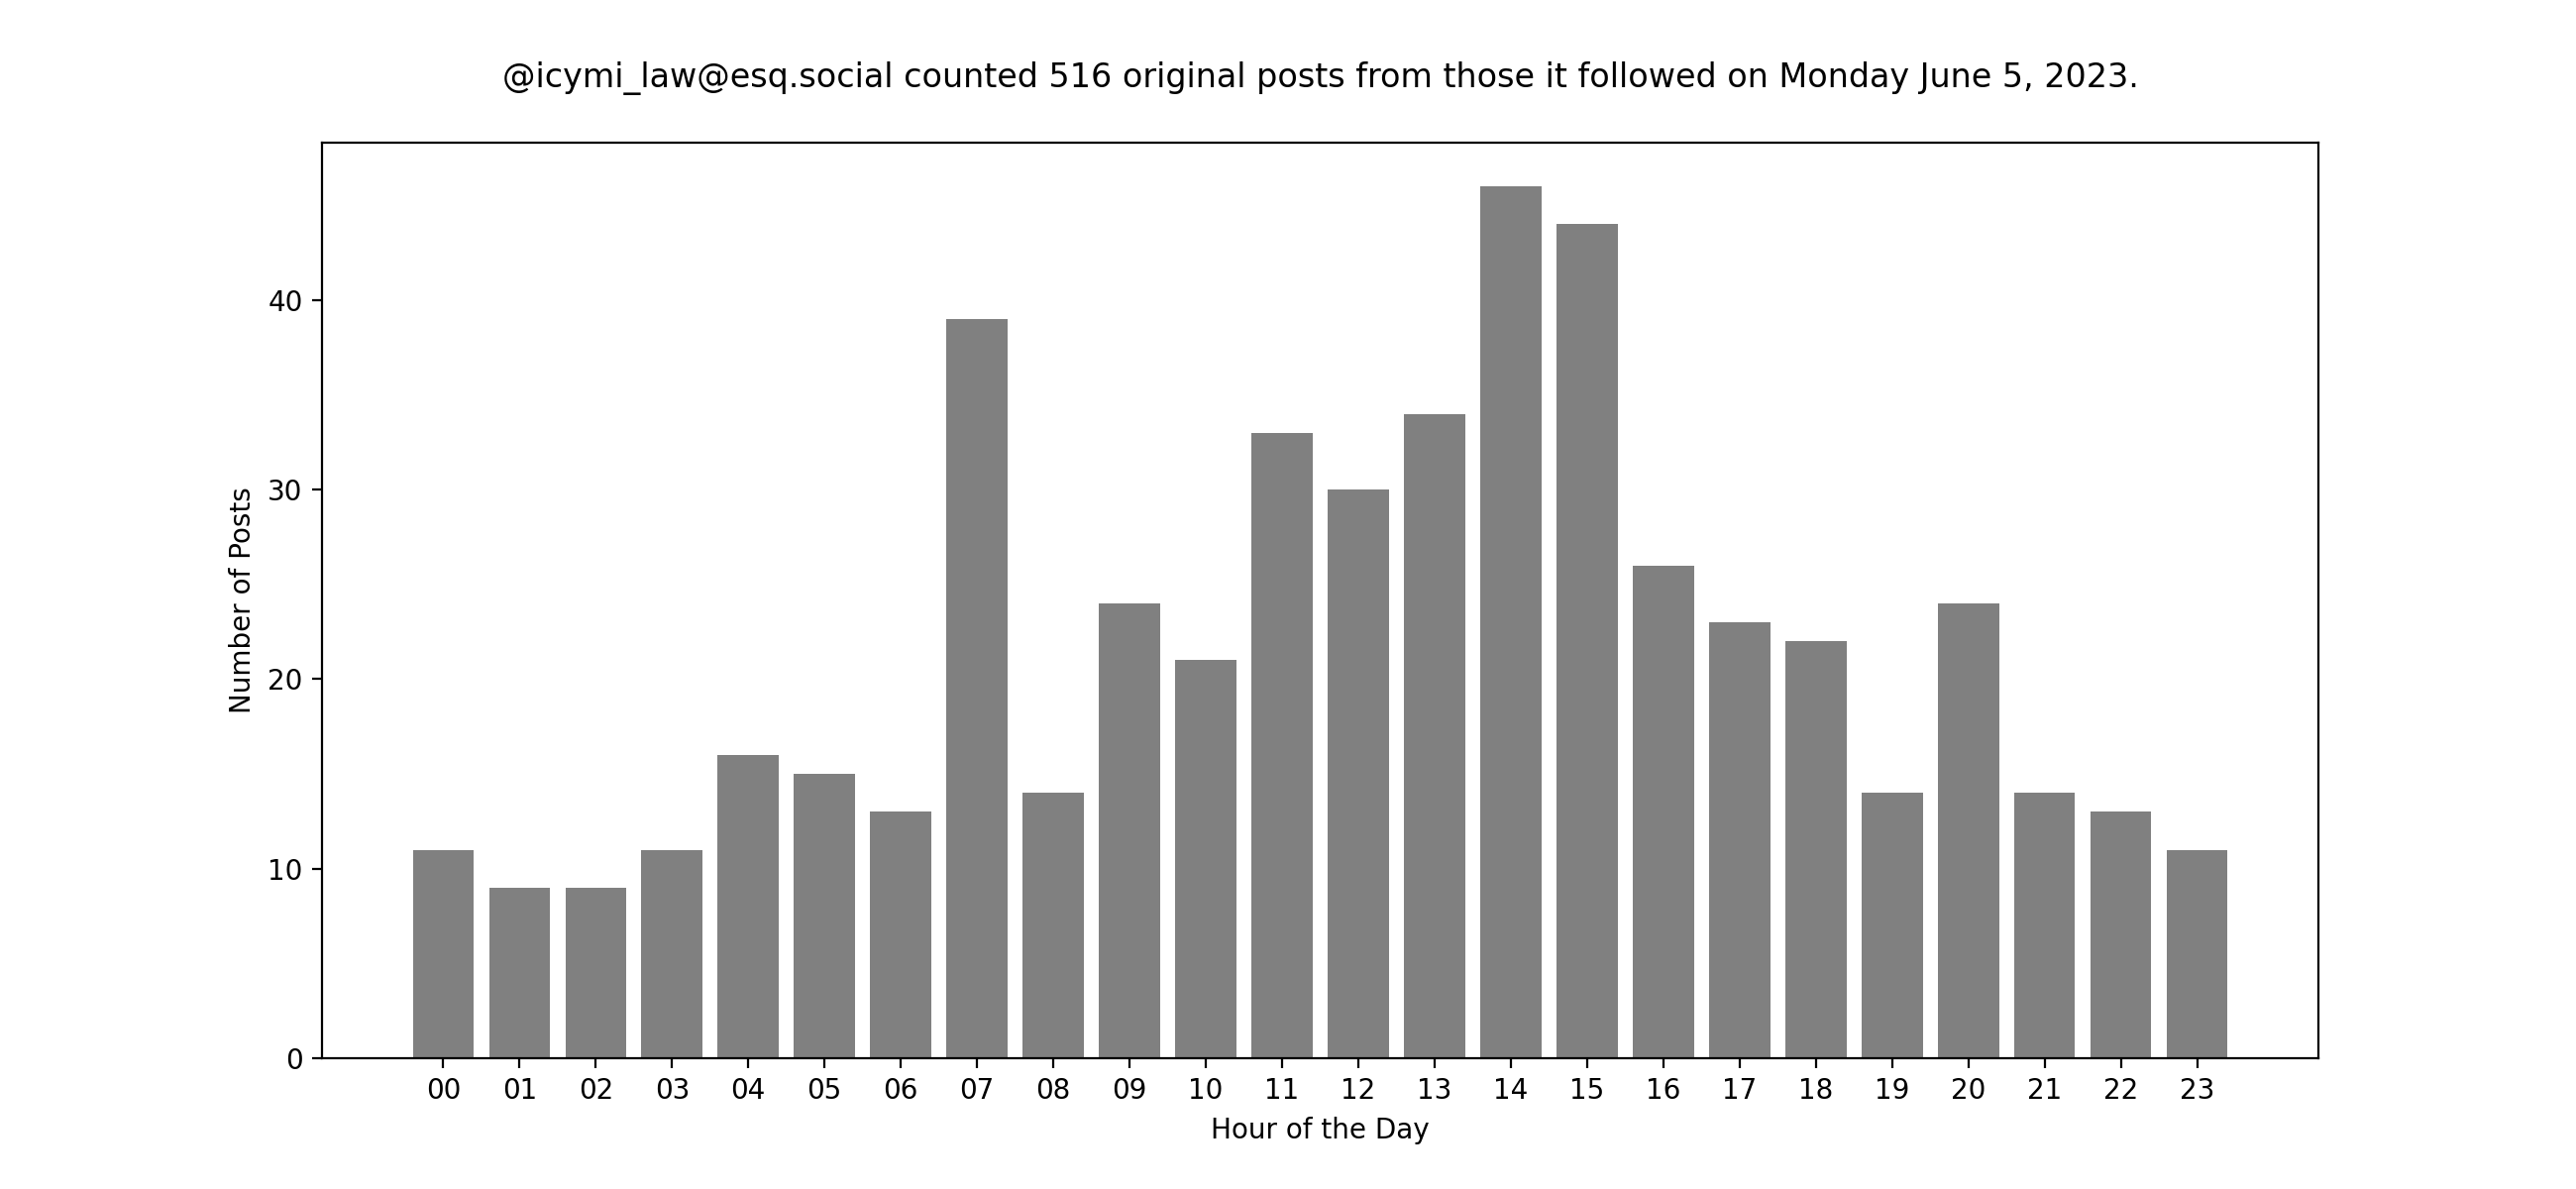 @icymi_law@esq.social counted 516 original posts from those it followed on Monday June 5, 2023.
Number of Posts
40
30
20
10
0
00 01 02 03 04 05 06 07 08 09 10 11 12 13 14 15 16 17 18 19 20 21 22 23
Hour of the Day